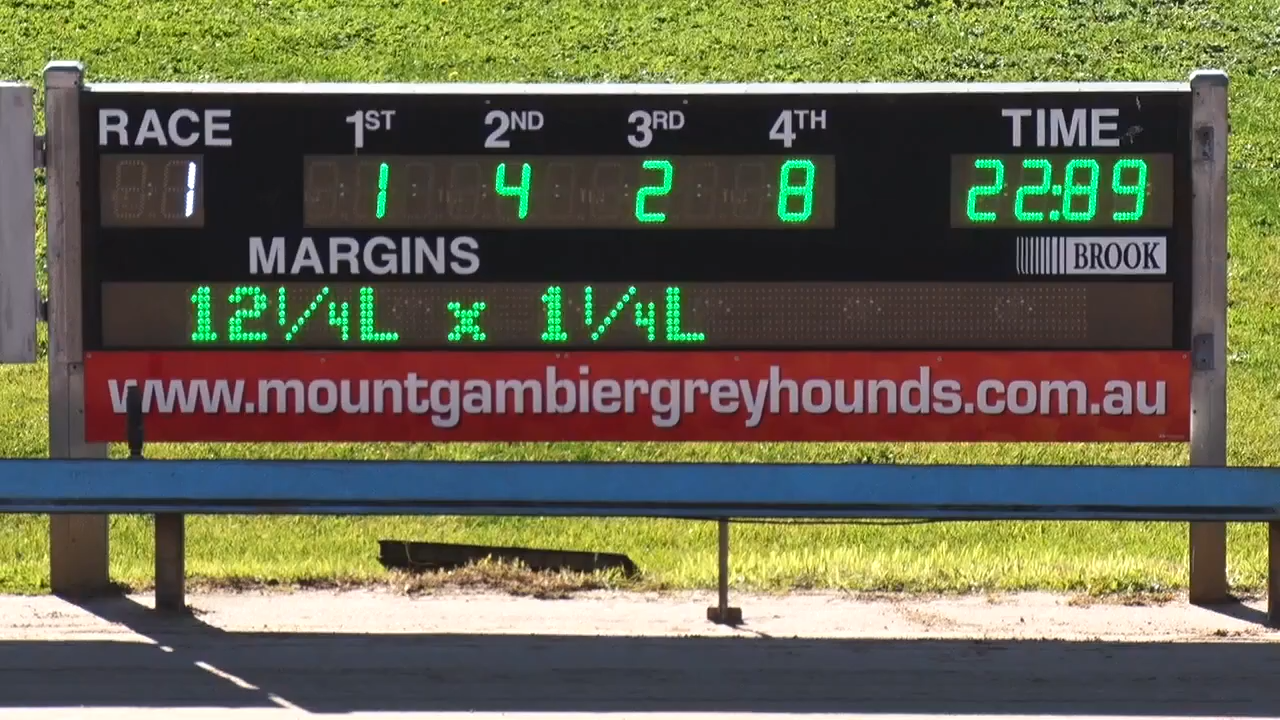 RACE 1ST 2ND 3RD 4TH TIME
1 1 4 2 8 22:89
MARGINS BROOK
12¼L x 1¼L
www.mountgambiergreyhounds.com.au